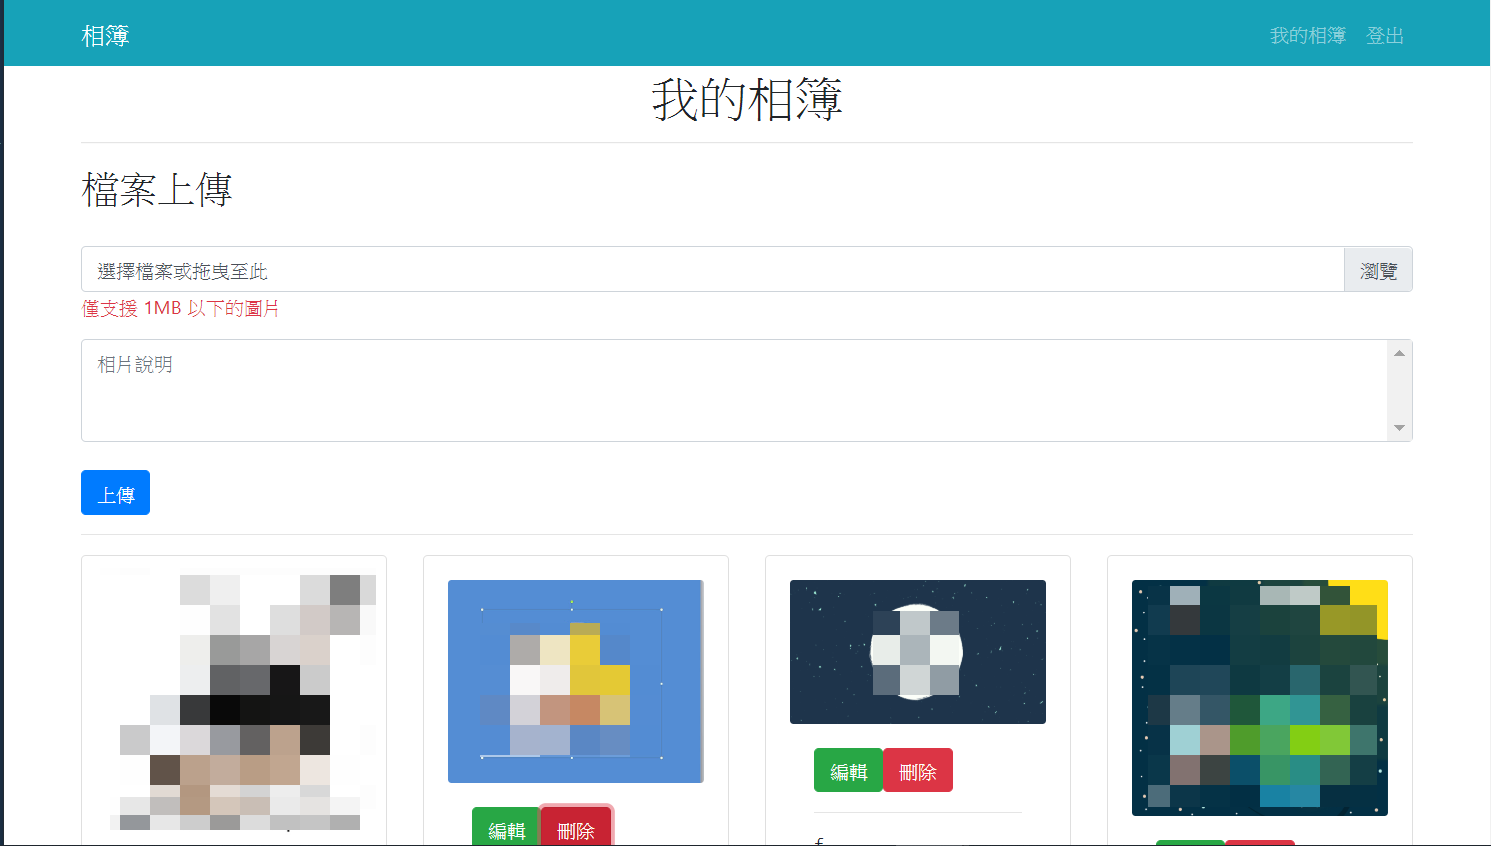 相簿
我的相簿 登出
我的相簿
檔案上傳
選擇檔案或拖曳至此
瀏覽
僅支援 1MB 以下的圖片
相片說明
上傳
編輯 刪除
編輯 刪除